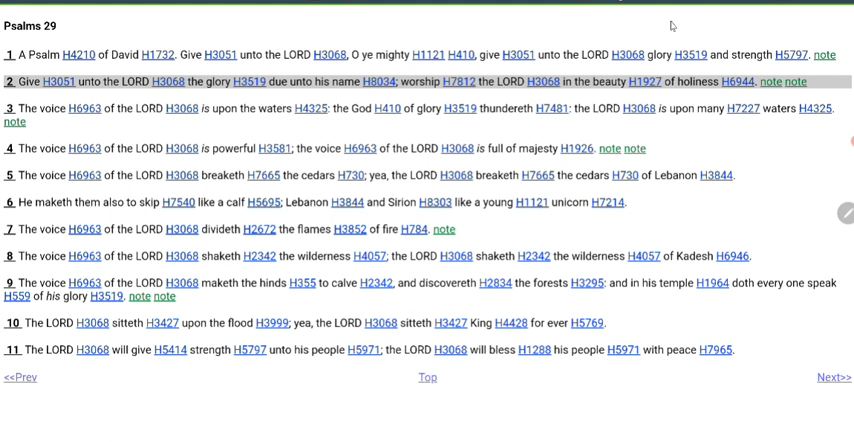 Psalms 29
1 A Psalm H4210 of David H1732. Give H3051 unto the LORD H3068, O ye mighty H1121 H410, give H3051 unto the LORD H3068 glory H3519 and strength H5797. note
2 Give H3051 unto the LORD H3068 the glory H3519 due unto his name H8034; worship H7812 the LORD H3068 in the beauty H1927 of holiness H6944. note note
3 The voice H6963 of the LORD H3068 is upon the waters H4325: the God H410 of glory H3519 thundereth H7481: the LORD H3068 is upon many H7227 waters H4325.
note
4 The voice H6963 of the LORD H3068 is powerful H3581; the voice H6963 of the LORD H3068 is full of majesty H1926. note note
5 The voice H6963 of the LORD H3068 breaketh H7665 the cedars H730; yea, the LORD H3068 breaketh H7665 the cedars H730 of Lebanon H3844.
6 He maketh them also to skip H7540 like a calf H5695; Lebanon H3844 and Sirion H8303 like a young H1121 unicorn H7214.
7 The voice H6963 of the LORD H3068 divideth H2672 the flames H3852 of fire H784. note
8 The voice H6963 of the LORD H3068 shaketh H2342 the wilderness H4057; the LORD H3068 shaketh H2342 the wilderness H4057 of Kadesh H6946.
9 The voice H6963 of the LORD H3068 maketh the hinds H355 to calve H2342, and discovereth H2834 the forests H3295: and in his temple H1964 doth every one speak
H559 of his glory H3519. note note
10 The LORD H3068 sitteth H3427 upon the flood H3999; yea, the LORD H3068 sitteth H3427 King H4428 for ever H5769.
11 The LORD H3068 will give H5414 strength H5797 unto his people H5971; the LORD H3068 will bless H1288 his people H5971 with peace H7965.
<<Prev Top Next>>